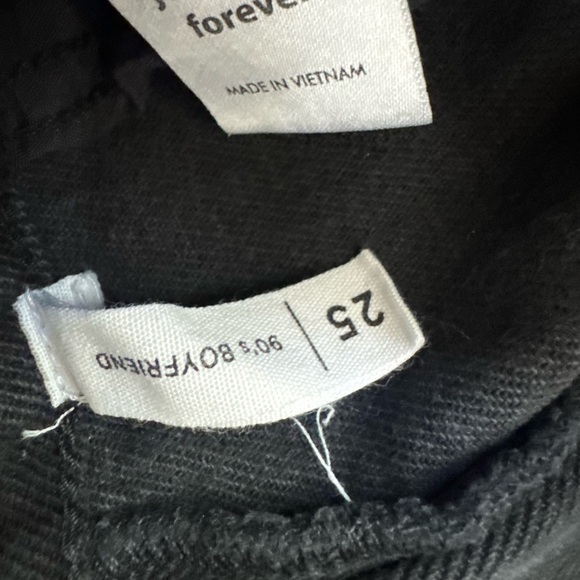 forever
MADE IN VIETNAM
25 | 90's BOYFRIEND